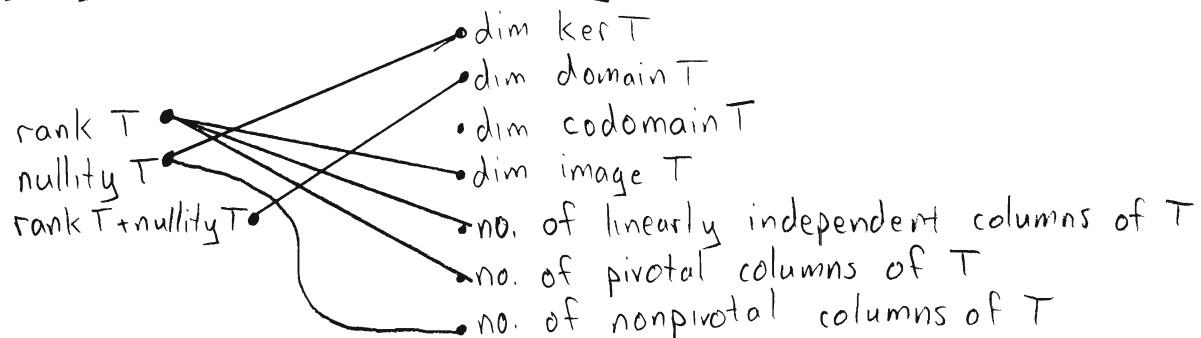 dim ker T
dim domain T
rank T
dim codomain T
nullity T
dim image T
rank T+nullity T
no. of linearly independent columns of T
no. of pivotal columns of T
no. of nonpivotal columns of T